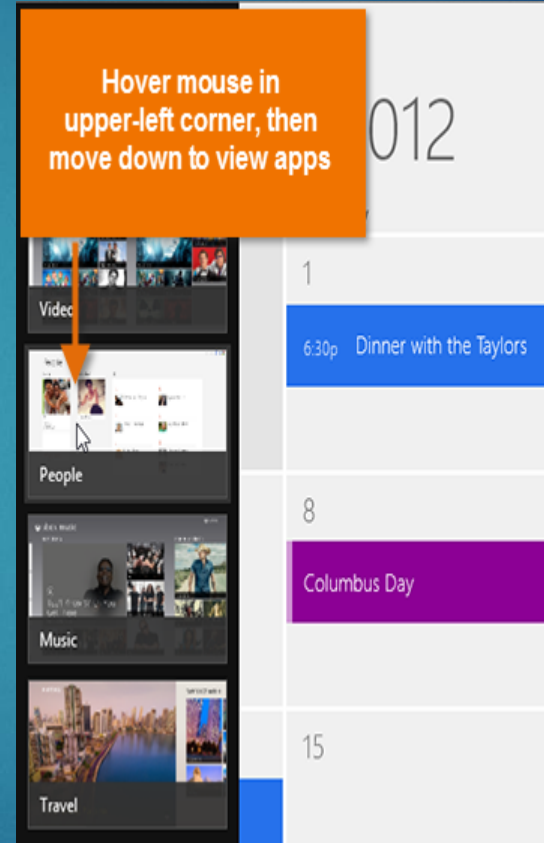 Hover mouse in
upper-left corner, then
move down to view apps
012
1
Video
6:30p Dinner with the Taylors
People
8
Columbus Day
Music
15
Travel